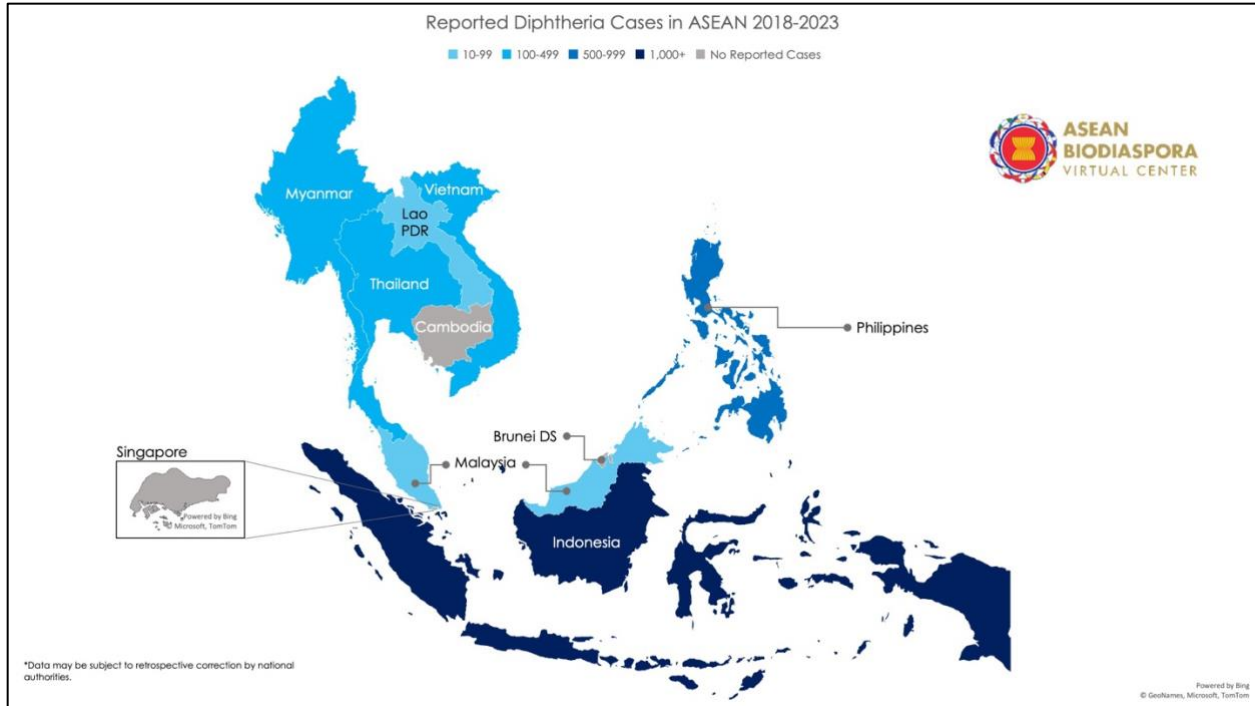 Reported Diphtheria Cases in ASEAN 2018-2023
10-99 100-499 500-999 1,000+ No Reported Cases
ASEAN
BIODIASPORA
VIRTUAL CENTER
Myanmar
Vietnam
Lao
PDR
Thailand
Cambodia
Philippines
Brunei DS
Malaysia
Singapore
Powered by Bing
Microsoft, TomTom
Indonesia
*Data may be subject to retrospective correction by national
authorities.
Powered by Bing
© GeoNames, Microsoft, TomTom